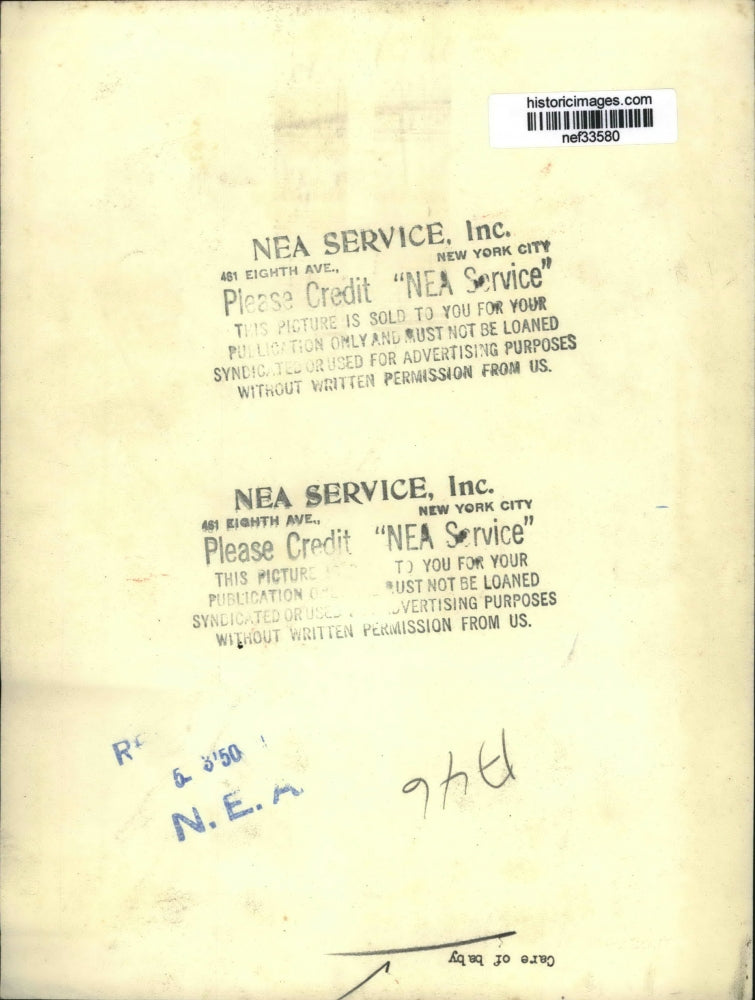 historicimages.com
nef33580
NEA SERVICE, Inc.
461 EIGHTH AVE., NEW YORK CITY
Please Credit "NEA Service"
THIS PICTURE IS SOLD TO YOU FOR YOUR
PUBLICATION ONLY AND MUST NOT BE LOANED
SYNDICATED OR USED FOR ADVERTISING PURPOSES
WITHOUT WRITTEN PERMISSION FROM US.
NEA SERVICE, Inc.
461 EIGHTH AVE., NEW YORK CITY
Please Credit "NEA Service"
THIS PICTURE TO YOU FOR YOUR
PUBLICATION MUST NOT BE LOANED
SYNDICATED OR USED ADVERTISING PURPOSES
WITHOUT WRITTEN PERMISSION FROM US.
'50
N.E.A.
Care of baby